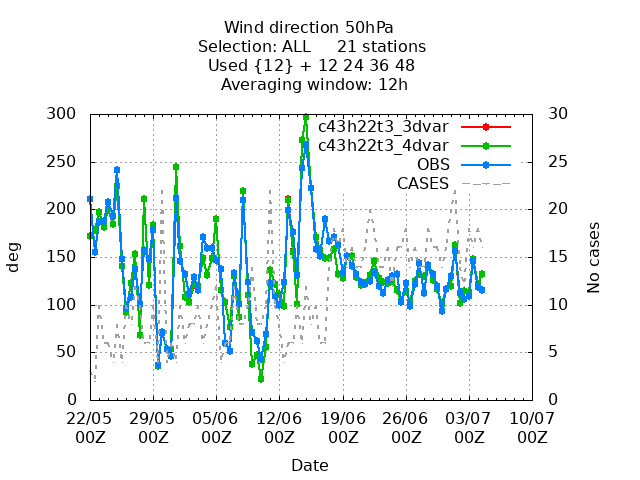 Wind direction 50hPa
Selection: ALL 21 stations
Used {12} + 12 24 36 48
Averaging window: 12h
300 30
c43h22t3_3dvar
c43h22t3_4dvar
250 25
OBS
CASES
200 20
deg
No cases
150 15
100 10
50 5
0 0
22/05 29/05 05/06 12/06 19/06 26/06 03/07 10/07
00Z 00Z 00Z 00Z 00Z 00Z 00Z 00Z
Date